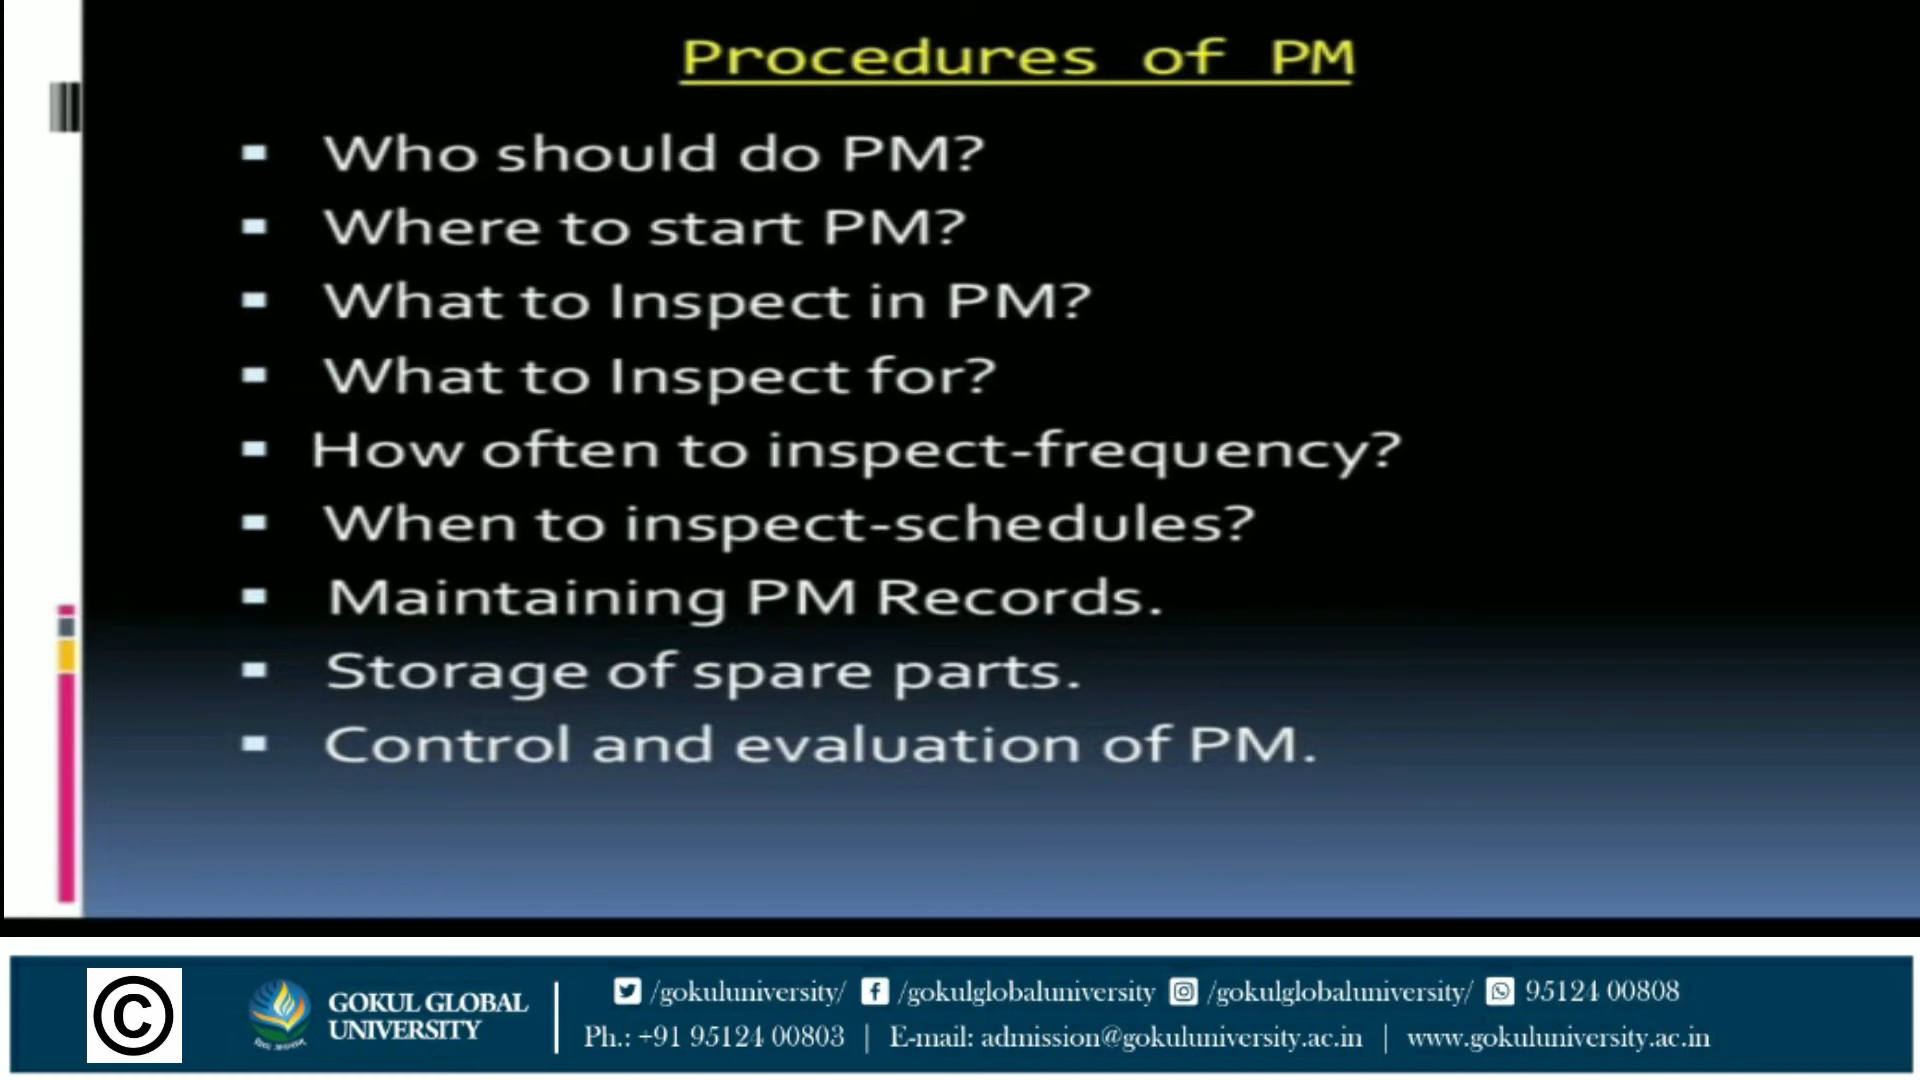 Procedures of PM
Who should do PM?
Where to start PM?
What to Inspect in PM?
What to Inspect for?
How often to inspect-frequency?
When to inspect-schedules?
Maintaining PM Records.
Storage of spare parts.
Control and evaluation of PM.
©
GOKUL GLOBAL
UNIVERSITY
/gokuluniversity/ /gokulglobaluniversity /gokulglobaluniversity/ 95124 00808
Ph.: +91 95124 00803 | E-mail: admission@gokuluniversity.ac.in | www.gokuluniversity.ac.in